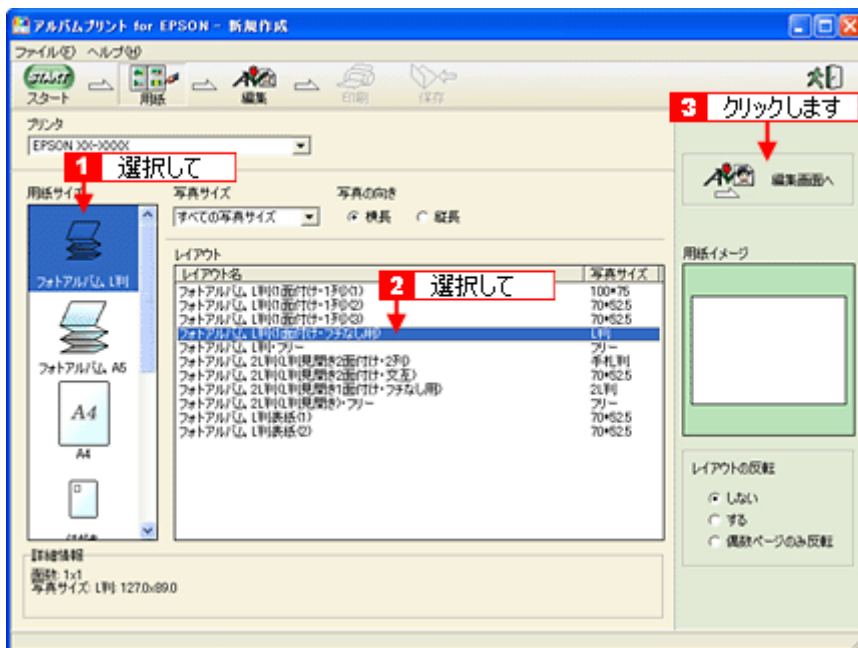 アルバムプリント for EPSON - 新規作成
ファイル(F) ヘルプ(H)
スタート
用紙
編集
印刷
保存
3 クリックします
プリンタ
EPSON XX-XXXX
1 選択して
編集画面へ
用紙サイズ
写真サイズ
写真の向き
すべての写真サイズ
横長
縦長
フォトアルバム L判
フォトアルバム A5
A4
A4
レイアウト
レイアウト名 写真サイズ
2 選択して
フォトアルバム L判(1面付け・1列)(1) 100*75
フォトアルバム L判(1面付け・1列)(2) 70*52.5
フォトアルバム L判(1面付け・1列)(3) 70*52.5
フォトアルバム L判(1面付け・フチなし用) L判
フォトアルバム L判・フリー フリー
フォトアルバム 2L判(L判見開き2面付け・2列) 手札判
フォトアルバム 2L判(L判見開き2面付け・交互) 70*52.5
フォトアルバム 2L判(L判見開き1面付け・フチなし用) 2L判
フォトアルバム 2L判(L判見開き)・フリー フリー
フォトアルバム L判表紙(1) 70*52.5
フォトアルバム L判表紙(2) 70*52.5
用紙イメージ
レイアウトの反転
しない
する
偶数ページのみ反転
詳細情報
面数: 1x1
写真サイズ: L判: 127.0x89.0